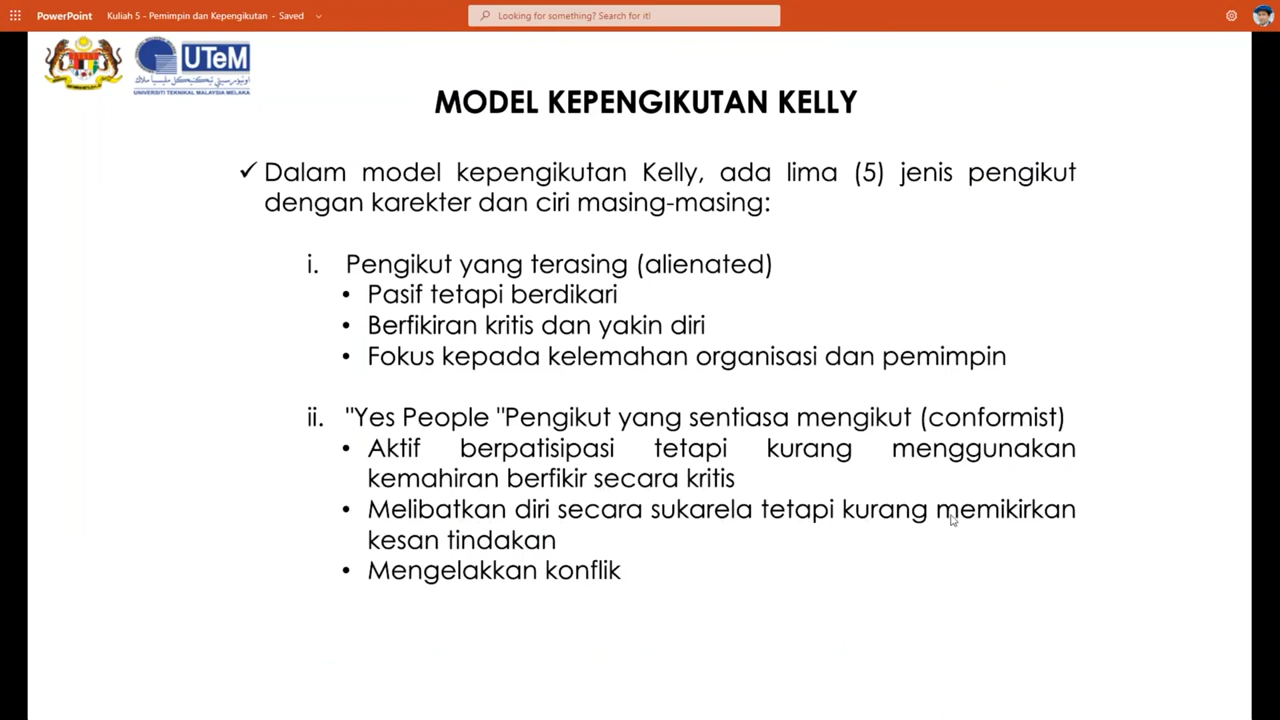 PowerPoint
Kuliah 5 - Pemimpin dan Kepengikutan - Saved
Looking for something? Search for it!
UTeM
UNIVERSITI TEKNIKAL MALAYSIA MELAKA
MODEL KEPENGIKUTAN KELLY
✓ Dalam model kepengikutan Kelly, ada lima (5) jenis pengikut
dengan karekter dan ciri masing-masing:
i. Pengikut yang terasing (alienated)
• Pasif tetapi berdikari
• Berfikiran kritis dan yakin diri
• Fokus kepada kelemahan organisasi dan pemimpin
ii. "Yes People "Pengikut yang sentiasa mengikut (conformist)
• Aktif berpatisipasi tetapi kurang menggunakan
kemahiran berfikir secara kritis
• Melibatkan diri secara sukarela tetapi kurang memikirkan
kesan tindakan
• Mengelakkan konflik